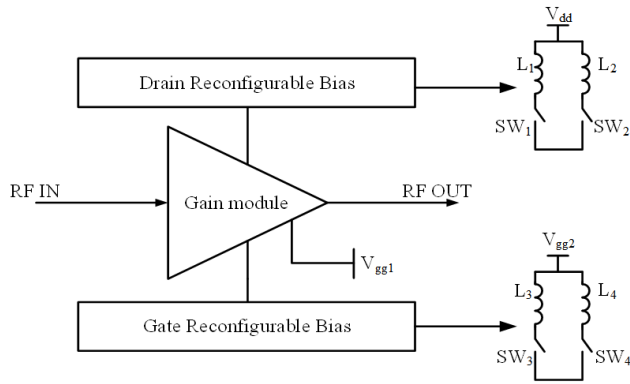 V_dd
L_1
L_2
Drain Reconfigurable Bias
SW_1
SW_2
RF IN
Gain module
RF OUT
V_gg1
V_gg2
L_3
L_4
Gate Reconfigurable Bias
SW_3
SW_4